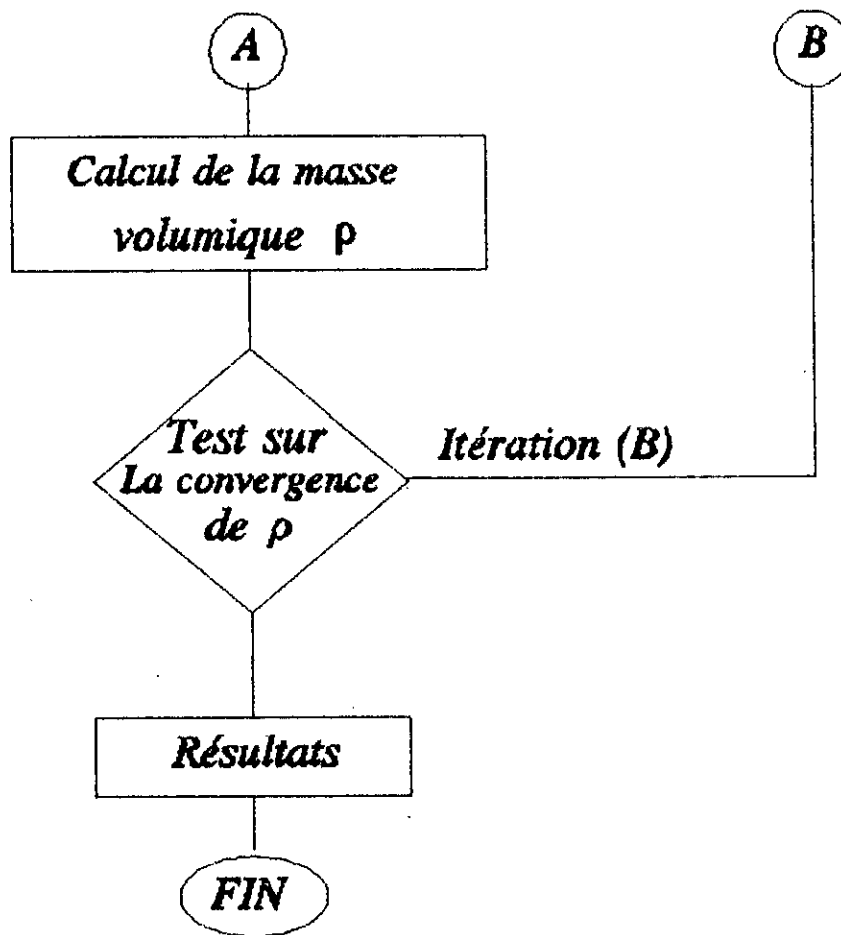 A
B
Calcul de la masse
volumique ρ
Test sur
La convergence
de ρ
Itération (B)
Résultats
FIN